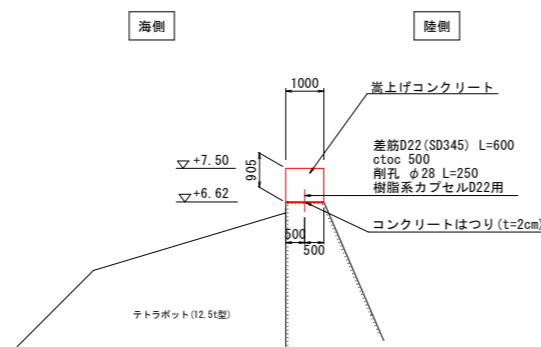 海側
陸側
1000
嵩上げコンクリート
差筋D22(SD345) L=600
ctoc 500
削孔 φ28 L=250
樹脂系カプセルD22用
+7.50
905
+6.62
コンクリートはつり(t=2cm)
500
500
テトラポット(12.5t型)